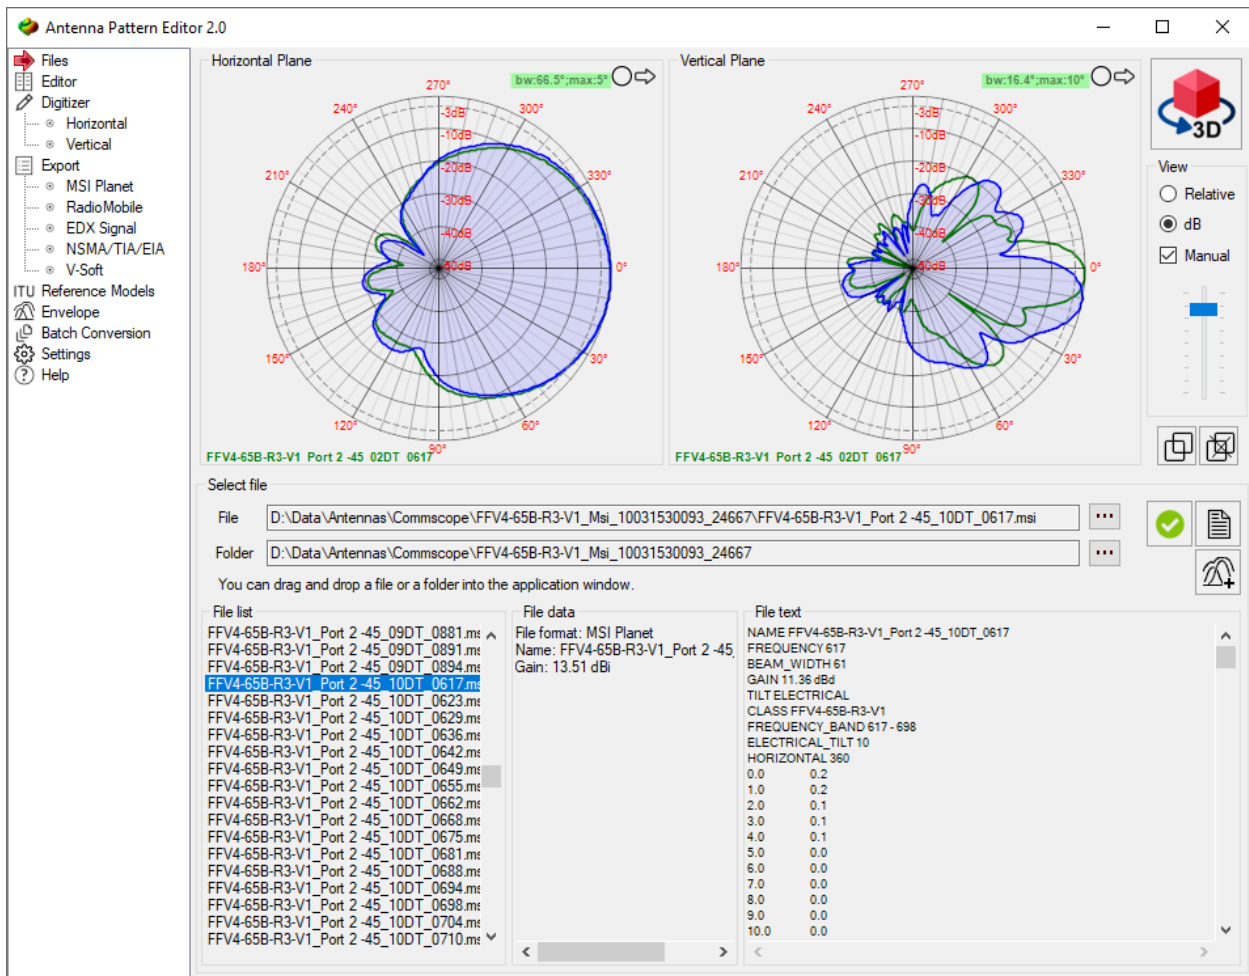 Antenna Pattern Editor 2.0
Files
Editor
Digitizer
Horizontal
Vertical
Export
MSI Planet
RadioMobile
EDX Signal
NSMA/TIA/EIA
V-Soft
ITU Reference Models
Envelope
Batch Conversion
Settings
Help
Horizontal Plane
bw:66.5°;max:5°
270°
240°
300°
-3dB
-10dB
210°
-20dB
330°
-30dB
-40dB
180°
-50dB
0°
150°
30°
120°
60°
90°
FFV4-65B-R3-V1 Port 2 -45 02DT 0617
Vertical Plane
bw:16.4°;max:10°
270°
240°
300°
-3dB
-10dB
210°
-20dB
330°
-30dB
-40dB
180°
-50dB
0°
150°
30°
120°
60°
90°
FFV4-65B-R3-V1 Port 2 -45 02DT 0617
3D
View
Relative
dB
Manual
Select file
File D:\Data\Antennas\Commscope\FFV4-65B-R3-V1_Msi_10031530093_24667\FFV4-65B-R3-V1_Port 2 -45_10DT_0617.msi ...
Folder D:\Data\Antennas\Commscope\FFV4-65B-R3-V1_Msi_10031530093_24667 ...
You can drag and drop a file or a folder into the application window.
File list
FFV4-65B-R3-V1_Port 2 -45_09DT_0881.ms
FFV4-65B-R3-V1_Port 2 -45_09DT_0891.ms
FFV4-65B-R3-V1_Port 2 -45_09DT_0894.ms
FFV4-65B-R3-V1_Port 2 -45_10DT_0617.ms
FFV4-65B-R3-V1_Port 2 -45_10DT_0623.ms
FFV4-65B-R3-V1_Port 2 -45_10DT_0629.ms
FFV4-65B-R3-V1_Port 2 -45_10DT_0636.ms
FFV4-65B-R3-V1_Port 2 -45_10DT_0642.ms
FFV4-65B-R3-V1_Port 2 -45_10DT_0649.ms
FFV4-65B-R3-V1_Port 2 -45_10DT_0655.ms
FFV4-65B-R3-V1_Port 2 -45_10DT_0662.ms
FFV4-65B-R3-V1_Port 2 -45_10DT_0668.ms
FFV4-65B-R3-V1_Port 2 -45_10DT_0675.ms
FFV4-65B-R3-V1_Port 2 -45_10DT_0681.ms
FFV4-65B-R3-V1_Port 2 -45_10DT_0688.ms
FFV4-65B-R3-V1_Port 2 -45_10DT_0694.ms
FFV4-65B-R3-V1_Port 2 -45_10DT_0698.ms
FFV4-65B-R3-V1_Port 2 -45_10DT_0704.ms
FFV4-65B-R3-V1_Port 2 -45_10DT_0710.ms
File data
File format: MSI Planet
Name: FFV4-65B-R3-V1_Port 2 -45_
Gain: 13.51 dBi
File text
NAME FFV4-65B-R3-V1_Port 2 -45_10DT_0617
FREQUENCY 617
BEAM_WIDTH 61
GAIN 11.36 dBd
TILT ELECTRICAL
CLASS FFV4-65B-R3-V1
FREQUENCY_BAND 617 - 698
ELECTRICAL_TILT 10
HORIZONTAL 360
0.0 0.2
1.0 0.2
2.0 0.1
3.0 0.1
4.0 0.1
5.0 0.0
6.0 0.0
7.0 0.0
8.0 0.0
9.0 0.0
10.0 0.0